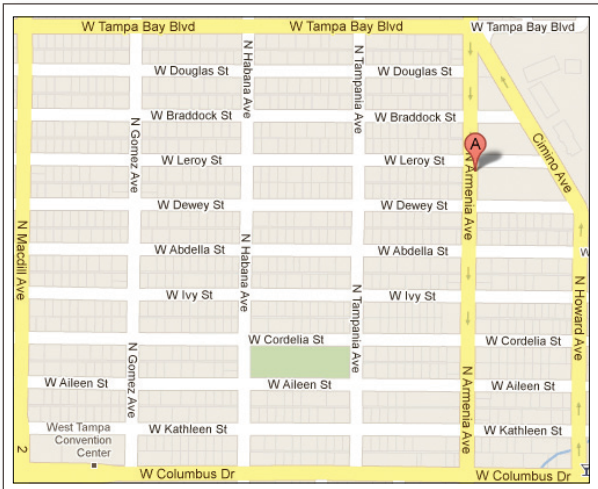 W Tampa Bay Blvd W Tampa Bay Blvd W Tampa Bay Blvd
N Habana Ave
N Tampania Ave
W Douglas St W Douglas St
W Braddock St W Braddock St
N Gomez Ave
Cimino Ave
A
W Leroy St W Leroy St
N Armenia Ave
W Dewey St W Dewey St
N Macdill Ave
N Habana Ave
W Abdella St W Abdella St W
N Howard Ave
W Ivy St W Ivy St
N Tampania Ave
W Cordelia St W Cordelia St
N Gomez Ave
N Armenia Ave
W Aileen St W Aileen St W Aileen St
West Tampa
Convention
Center
W Kathleen St W Kathleen St
2
W Columbus Dr W Columbus Dr